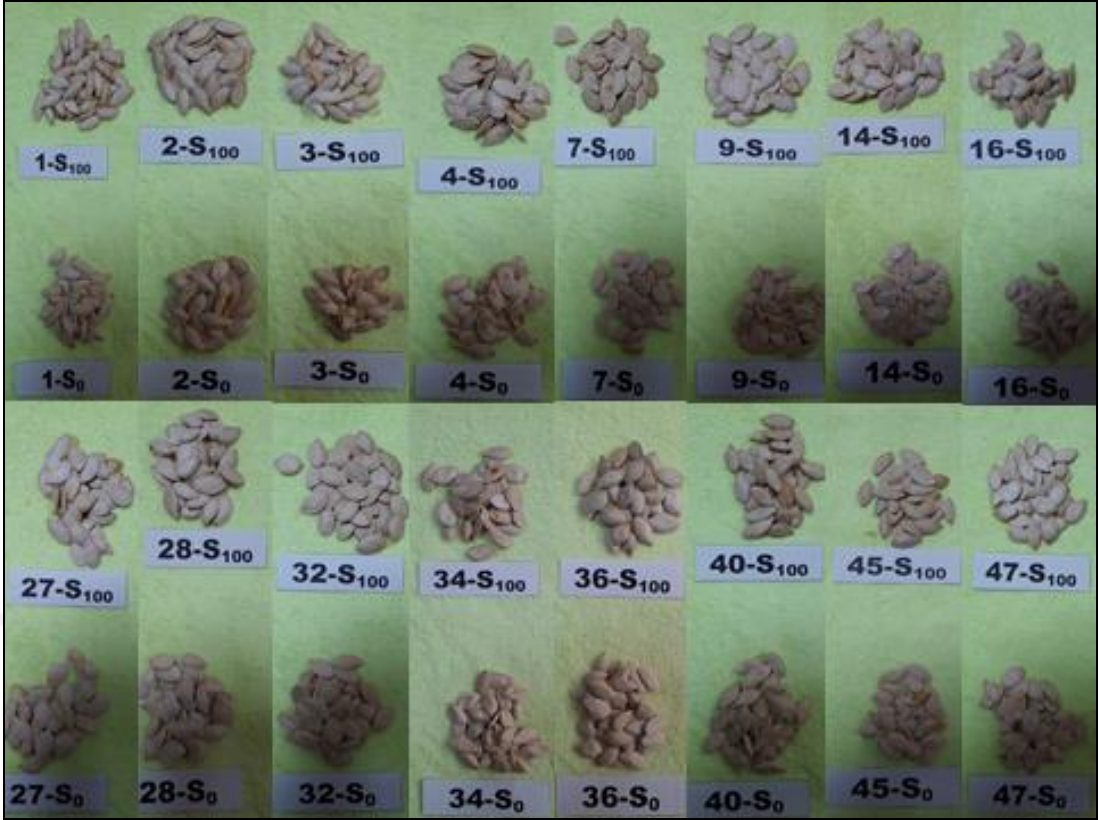 1-S₁₀₀
2-S₁₀₀
3-S₁₀₀
4-S₁₀₀
7-S₁₀₀
9-S₁₀₀
14-S₁₀₀
16-S₁₀₀
1-S₀
2-S₀
3-S₀
4-S₀
7-S₀
9-S₀
14-S₀
16-S₀
27-S₁₀₀
28-S₁₀₀
32-S₁₀₀
34-S₁₀₀
36-S₁₀₀
40-S₁₀₀
45-S₁₀₀
47-S₁₀₀
27-S₀
28-S₀
32-S₀
34-S₀
36-S₀
40-S₀
45-S₀
47-S₀